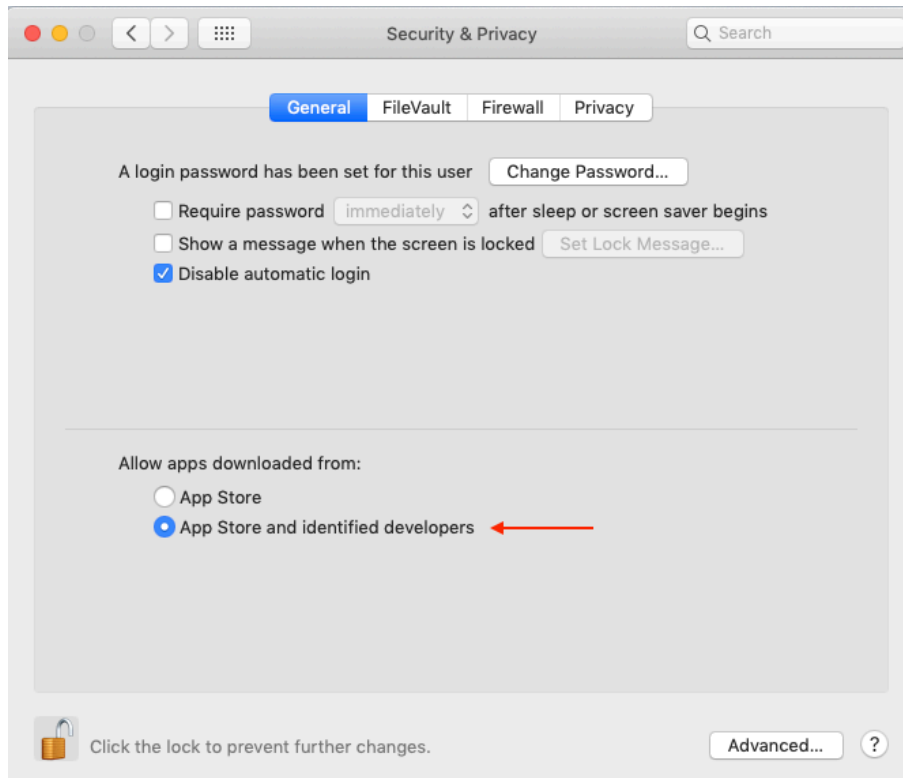 Security & Privacy
Search
General FileVault Firewall Privacy
A login password has been set for this user Change Password...
Require password immediately after sleep or screen saver begins
Show a message when the screen is locked Set Lock Message...
Disable automatic login
Allow apps downloaded from:
App Store
App Store and identified developers
Click the lock to prevent further changes.
Advanced... ?